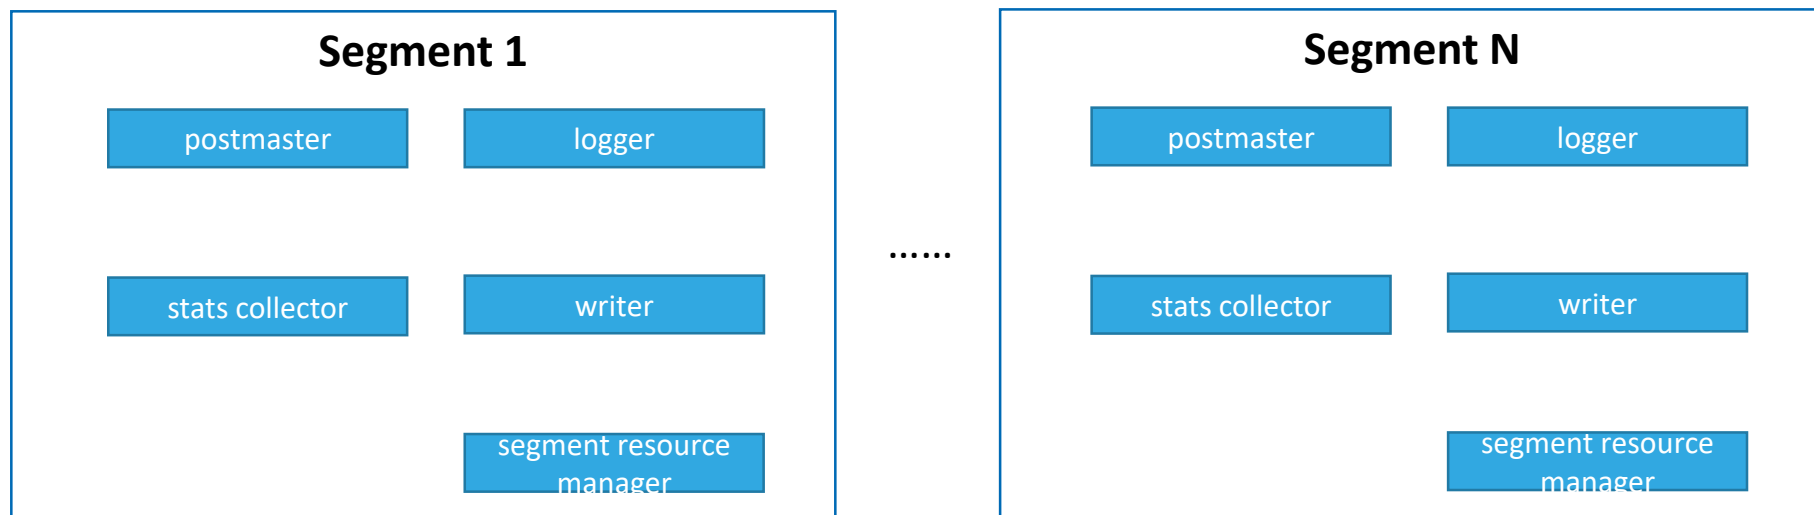 Segment 1
postmaster
logger
stats collector
writer
segment resource
manager
......
Segment N
postmaster
logger
stats collector
writer
segment resource
manager